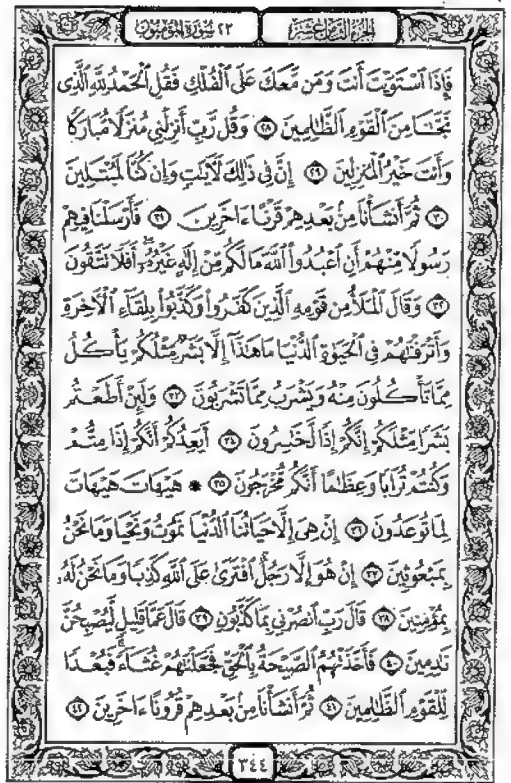 ٢٣ سورة المؤمنون الجزء الثامن عشر
فَإِذَا ٱسْتَوَيْتَ أَنتَ وَمَن مَّعَكَ عَلَى ٱلْفُلْكِ فَقُلِ ٱلْحَمْدُ لِلَّهِ ٱلَّذِى
نَجَّىٰنَا مِنَ ٱلْقَوْمِ ٱلظَّٰلِمِينَ ٢٨ وَقُل رَّبِّ أَنزِلْنِى مُنزَلًا مُّبَارَكًا
وَأَنتَ خَيْرُ ٱلْمُنزِلِينَ ٢٩ إِنَّ فِى ذَٰلِكَ لَءَايَٰتٍ وَإِن كُنَّا لَمُبْتَلِينَ
٣٠ ثُمَّ أَنشَأْنَا مِنۢ بَعْدِهِمْ قَرْنًا ءَاخَرِينَ ٣١ فَأَرْسَلْنَا فِيهِمْ
رَسُولًا مِّنْهُمْ أَنِ ٱعْبُدُوا۟ ٱللَّهَ مَا لَكُم مِّنْ إِلَٰهٍ غَيْرُهُۥٓ ۖ أَفَلَا تَتَّقُونَ
٣٢ وَقَالَ ٱلْمَلَأُ مِن قَوْمِهِ ٱلَّذِينَ كَفَرُوا۟ وَكَذَّبُوا۟ بِلِقَآءِ ٱلْءَاخِرَةِ
وَأَتْرَفْنَٰهُمْ فِى ٱلْحَيَوٰةِ ٱلدُّنْيَا مَا هَٰذَآ إِلَّا بَشَرٌ مِّثْلُكُمْ يَأْكُلُ
مِمَّا تَأْكُلُونَ مِنْهُ وَيَشْرَبُ مِمَّا تَشْرَبُونَ ٣٣ وَلَئِنْ أَطَعْتُم
بَشَرًا مِّثْلَكُمْ إِنَّكُمْ إِذًا لَّخَٰسِرُونَ ٣٤ أَيَعِدُكُمْ أَنَّكُمْ إِذَا مِتُّمْ
وَكُنتُمْ تُرَابًا وَعِظَٰمًا أَنَّكُم مُّخْرَجُونَ ٣٥ * هَيْهَاتَ هَيْهَاتَ
لِمَا تُوعَدُونَ ٣٦ إِنْ هِىَ إِلَّا حَيَاتُنَا ٱلدُّنْيَا نَمُوتُ وَنَحْيَا وَمَا نَحْنُ
بِمَبْعُوثِينَ ٣٧ إِنْ هُوَ إِلَّا رَجُلٌ ٱفْتَرَىٰ عَلَى ٱللَّهِ كَذِبًا وَمَا نَحْنُ لَهُۥ
بِمُؤْمِنِينَ ٣٨ قَالَ رَبِّ ٱنصُرْنِى بِمَا كَذَّبُونِ ٣٩ قَالَ عَمَّا قَلِيلٍ لَّيُصْبِحُنَّ
نَٰدِمِينَ ٤٠ فَأَخَذَتْهُمُ ٱلصَّيْحَةُ بِٱلْحَقِّ فَجَعَلْنَٰهُمْ غُثَآءً ۚ فَبُعْدًا
لِّلْقَوْمِ ٱلظَّٰلِمِينَ ٤١ ثُمَّ أَنشَأْنَا مِنۢ بَعْدِهِمْ قُرُونًا ءَاخَرِينَ ٤٢
٣٤٤